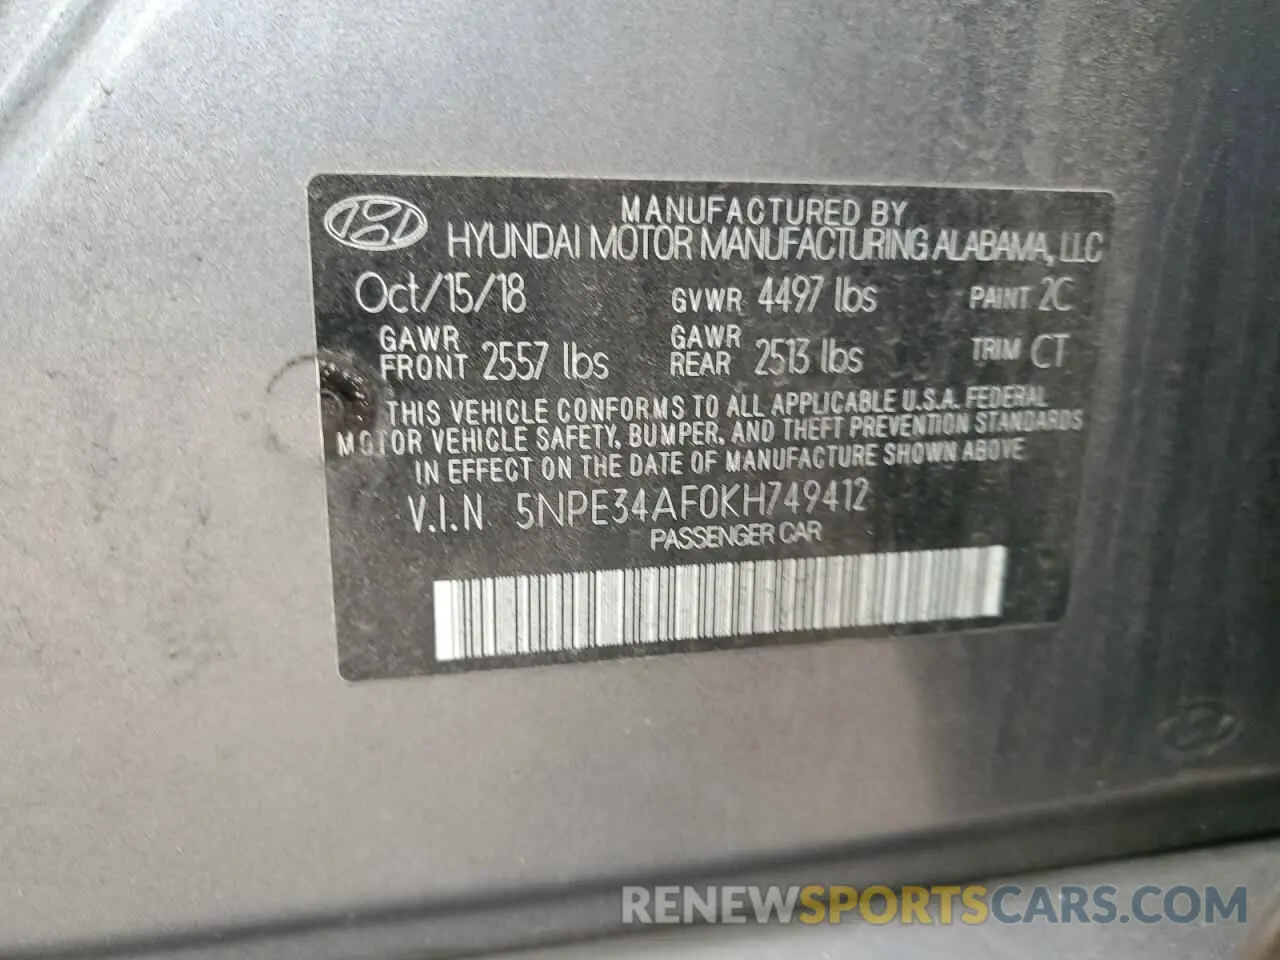 MANUFACTURED BY
HYUNDAI MOTOR MANUFACTURING ALABAMA, LLC
Oct/15/18 GVWR 4497 lbs PAINT 2C
GAWR FRONT 2557 lbs GAWR REAR 2513 lbs TRIM CT
THIS VEHICLE CONFORMS TO ALL APPLICABLE U.S.A. FEDERAL
MOTOR VEHICLE SAFETY, BUMPER, AND THEFT PREVENTION STANDARDS
IN EFFECT ON THE DATE OF MANUFACTURE SHOWN ABOVE
V.I.N 5NPE34AF0KH749412
PASSENGER CAR
RENEWSPORTSCARS.COM